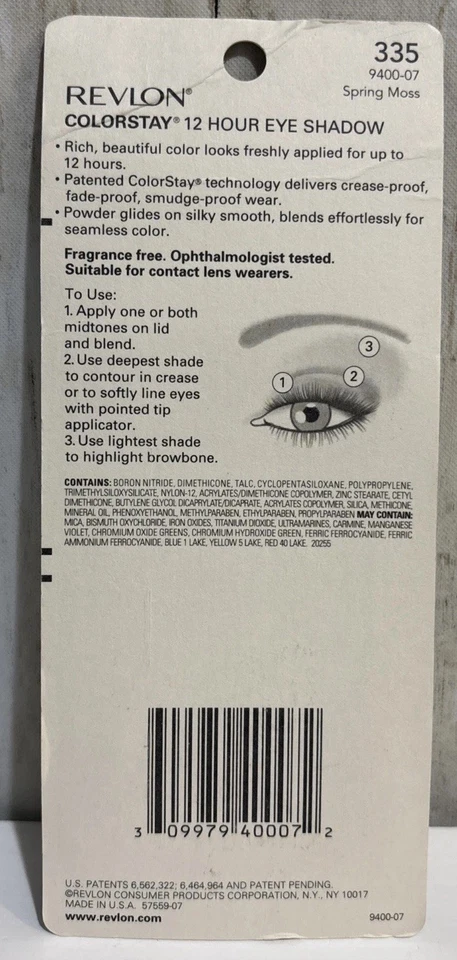 335
9400-07
Spring Moss
REVLON®
COLORSTAY® 12 HOUR EYE SHADOW
• Rich, beautiful color looks freshly applied for up to
12 hours.
• Patented ColorStay® technology delivers crease-proof,
fade-proof, smudge-proof wear.
• Powder glides on silky smooth, blends effortlessly for
seamless color.
Fragrance free. Ophthalmologist tested.
Suitable for contact lens wearers.
To Use:
1. Apply one or both
midtones on lid
and blend.
2. Use deepest shade
to contour in crease
or to softly line eyes
with pointed tip
applicator.
3. Use lightest shade
to highlight browbone.
3
2
1
CONTAINS: BORON NITRIDE, DIMETHICONE, TALC, CYCLOPENTASILOXANE, POLYPROPYLENE,
TRIMETHYLSILOXYSILICATE, NYLON-12, ACRYLATES/DIMETHICONE COPOLYMER, ZINC STEARATE, CETYL
DIMETHICONE, BUTYLENE GLYCOL DICAPRYLATE/DICAPRATE, ACRYLATES COPOLYMER, SILICA, METHICONE,
MINERAL OIL, PHENOXYETHANOL, METHYLPARABEN, ETHYLPARABEN, PROPYLPARABEN MAY CONTAIN:
MICA, BISMUTH OXYCHLORIDE, IRON OXIDES, TITANIUM DIOXIDE, ULTRAMARINES, CARMINE, MANGANESE
VIOLET, CHROMIUM OXIDE GREENS, CHROMIUM HYDROXIDE GREEN, FERRIC FERROCYANIDE, FERRIC
AMMONIUM FERROCYANIDE, BLUE 1 LAKE, YELLOW 5 LAKE, RED 40 LAKE. 20255
3 09979 40007 2
U.S. PATENTS 6,562,322; 6,464,964 AND PATENT PENDING.
©REVLON CONSUMER PRODUCTS CORPORATION, N.Y., NY 10017
MADE IN U.S.A. 57559-07
www.revlon.com
9400-07